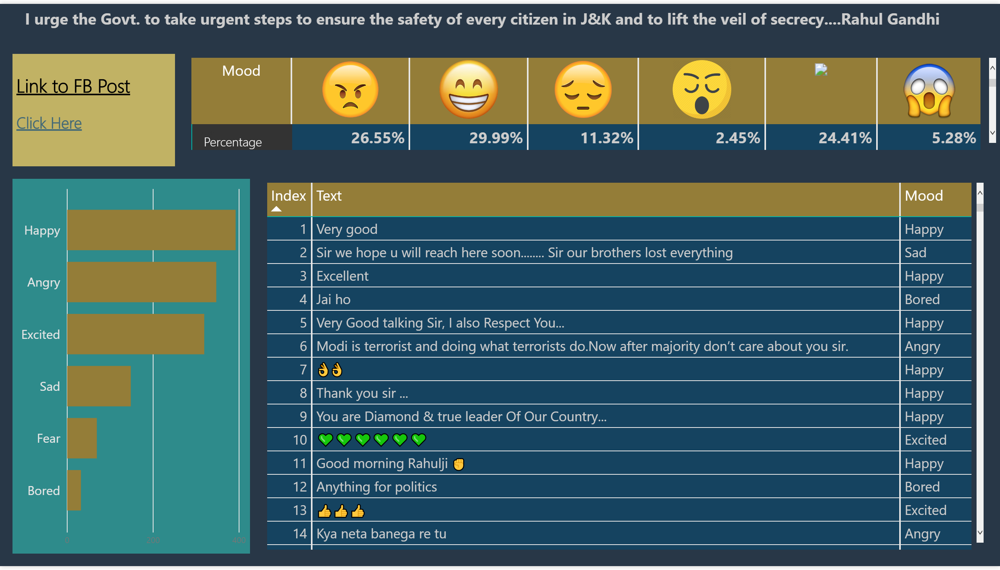 I urge the Govt. to take urgent steps to ensure the safety of every citizen in J&K and to lift the veil of secrecy....Rahul Gandhi
Link to FB Post
Click Here
Mood
Percentage 26.55% 29.99% 11.32% 2.45% 24.41% 5.28%
Happy
Angry
Excited
Sad
Fear
Bored
0 200 400
Index Text Mood
1 Very good Happy
2 Sir we hope u will reach here soon........ Sir our brothers lost everything Sad
3 Excellent Happy
4 Jai ho Bored
5 Very Good talking Sir, I also Respect You... Happy
6 Modi is terrorist and doing what terrorists do.Now after majority don’t care about you sir. Angry
7 👌👌 Happy
8 Thank you sir ... Happy
9 You are Diamond & true leader Of Our Country... Happy
10 💚💚💚💚💚💚 Excited
11 Good morning Rahulji ✊ Happy
12 Anything for politics Bored
13 👍👍👍 Excited
14 Kya neta banega re tu Angry